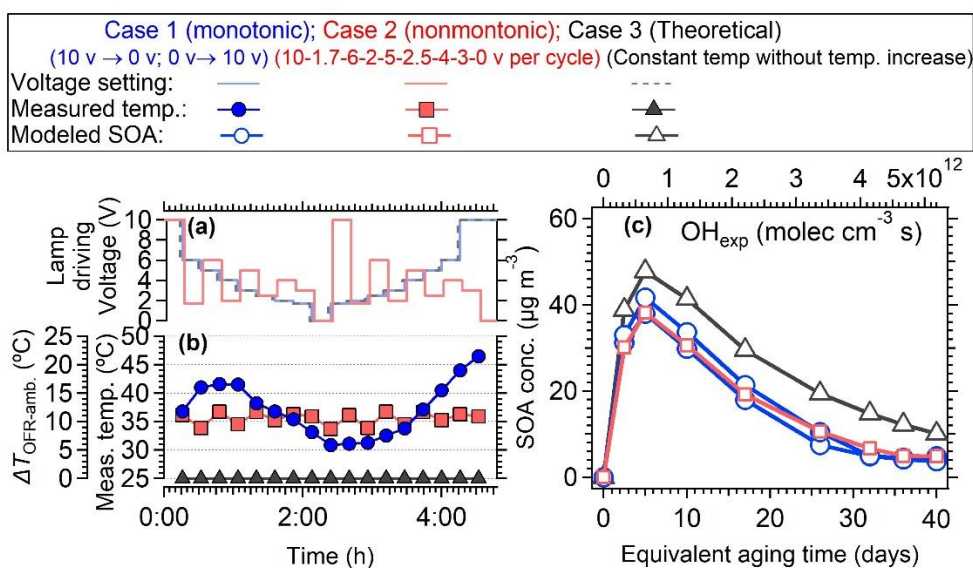 Case 1 (monotonic); Case 2 (nonmontonic); Case 3 (Theoretical)
(10 v → 0 v; 0 v→ 10 v) (10-1.7-6-2-5-2.5-4-3-0 v per cycle) (Constant temp without temp. increase)
Voltage setting:
Measured temp.:
Modeled SOA:
(a)
Lamp driving Voltage (V)
10
8
6
4
2
0
(b)
ΔT OFR-amb. (ºC)
25
20
15
10
5
0
Meas. temp. (ºC)
50
45
40
35
30
25
0:00 2:00 4:00
Time (h)
0 1 2 3 4 5x10¹²
(c) OHexp (molec cm⁻³ s)
SOA conc. (µg m⁻³)
60
40
20
0
0 10 20 30 40
Equivalent aging time (days)